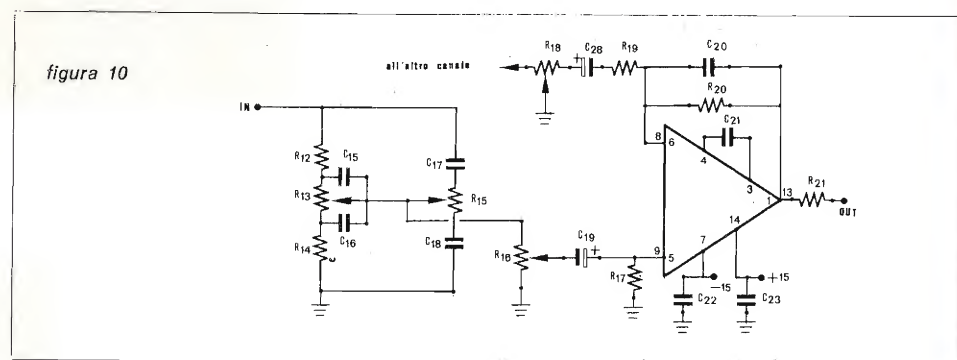 figura 10
all'altro canale
R18
C28
+
R19
C20
R20
IN
R12
C15
C17
R13
R15
C16
R14
C18
R16
C19
+
R17
8
6
4
C21
3
1
13
R21
OUT
14
9
5
7
-15
+15
C22
C23